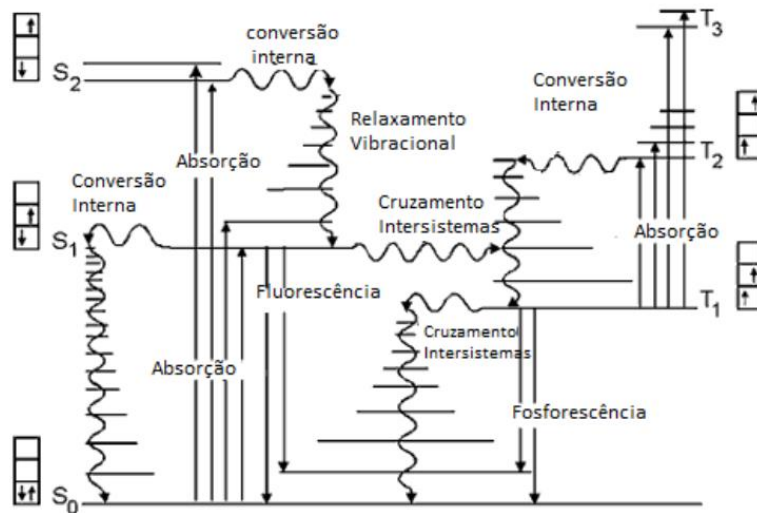 T3
conversão
interna
S2
Conversão
Interna
Relaxamento
Vibracional
Absorção
T2
Conversão
Interna
Cruzamento
Intersistemas
S1
Absorção
Fluorescência
T1
Cruzamento
Intersistemas
Absorção
Fosforescência
S0